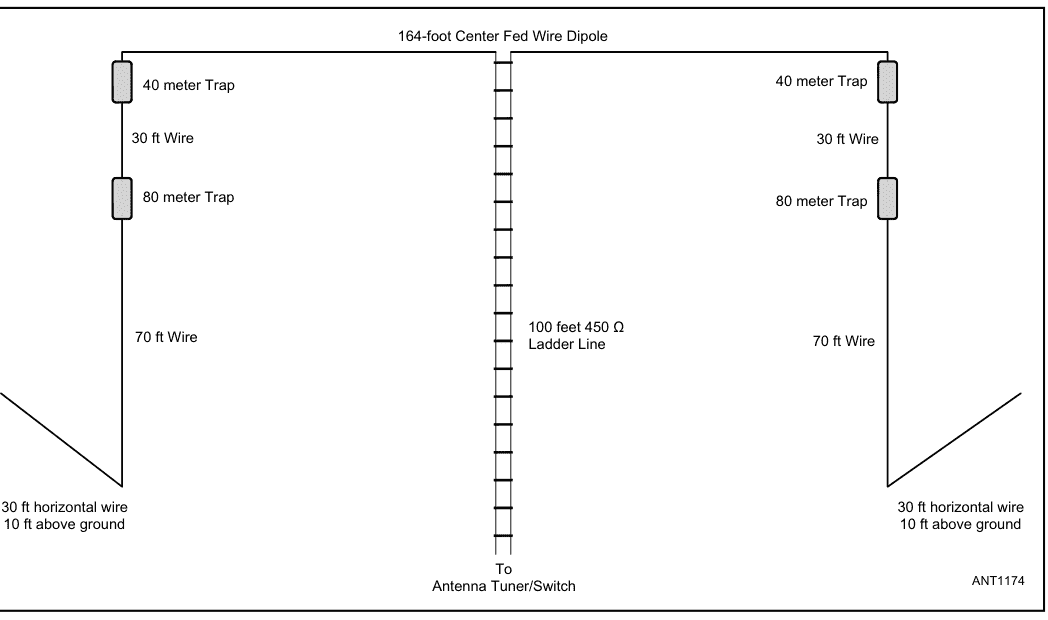 164-foot Center Fed Wire Dipole
40 meter Trap
40 meter Trap
30 ft Wire
30 ft Wire
80 meter Trap
80 meter Trap
100 feet 450 Ω
Ladder Line
70 ft Wire
70 ft Wire
30 ft horizontal wire
10 ft above ground
30 ft horizontal wire
10 ft above ground
To
Antenna Tuner/Switch
ANT1174